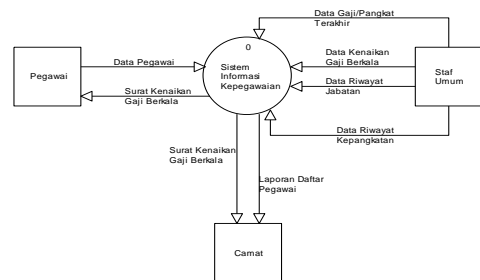 Data Gaji/Pangkat
Terakhir
0
Sistem
Informasi
Kepegawaian
Pegawai
Data Pegawai
Surat Kenaikan
Gaji Berkala
Data Kenaikan
Gaji Berkala
Data Riwayat
Jabatan
Staf
Umum
Data Riwayat
Kepangkatan
Surat Kenaikan
Gaji Berkala
Laporan Daftar
Pegawai
Camat